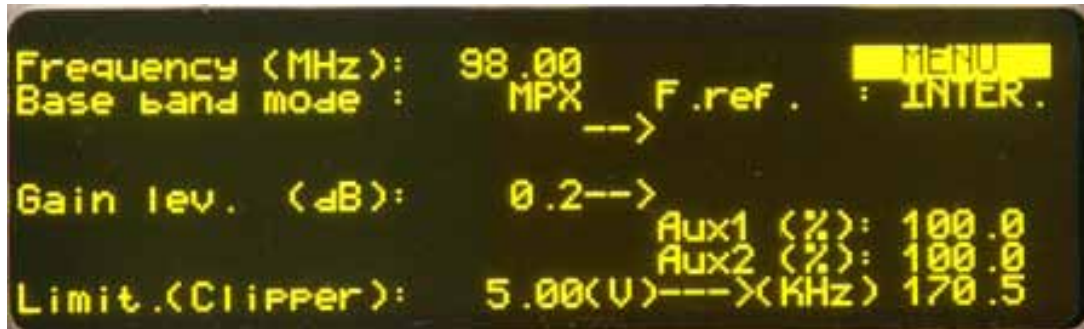 MENU
Frequency (MHz): 98.00
Base band mode : MPX F.ref. : INTER.
-->
Gain lev. (dB): 0.2-->
Aux1 (%): 100.0
Aux2 (%): 100.0
Limit.(Clipper): 5.00(V)--->(KHz) 170.5